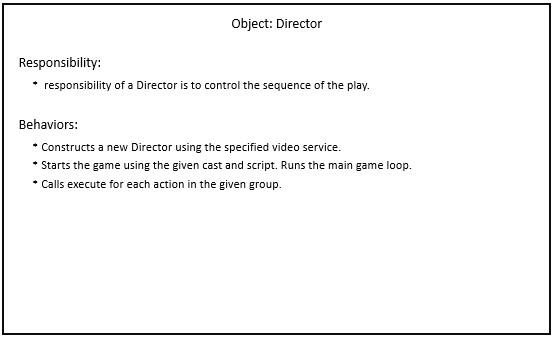 Object: Director
Responsibility:
* responsibility of a Director is to control the sequence of the play.
Behaviors:
* Constructs a new Director using the specified video service.
* Starts the game using the given cast and script. Runs the main game loop.
* Calls execute for each action in the given group.